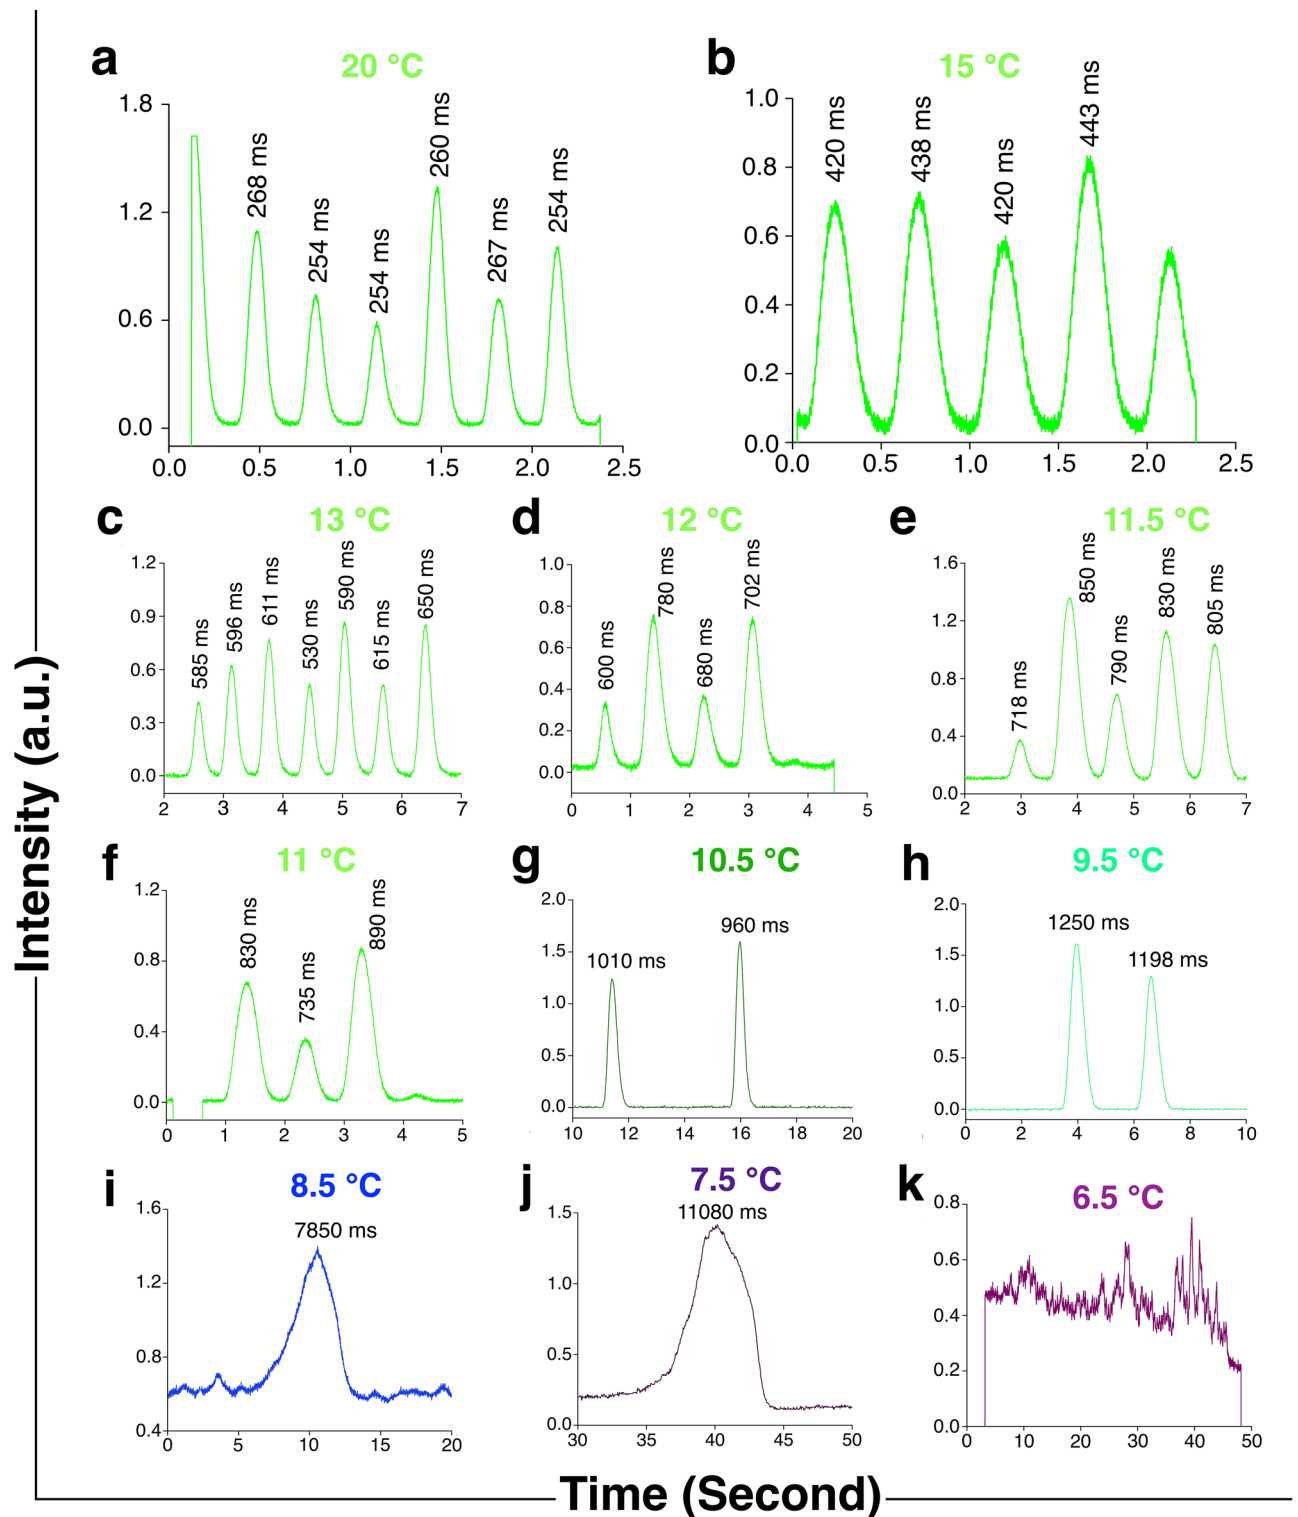 a
20 °C
1.8
1.2
0.6
0.0
268 ms
254 ms
254 ms
260 ms
267 ms
254 ms
0.0 0.5 1.0 1.5 2.0 2.5
b
15 °C
1.0
0.8
0.6
0.4
0.2
0.0
420 ms
438 ms
420 ms
443 ms
0.0 0.5 1.0 1.5 2.0 2.5
c
13 °C
1.2
0.9
0.6
0.3
0.0
585 ms
596 ms
611 ms
530 ms
590 ms
615 ms
650 ms
2 3 4 5 6 7
d
12 °C
1.0
0.8
0.6
0.4
0.2
0.0
600 ms
780 ms
680 ms
702 ms
0 1 2 3 4 5
e
11.5 °C
1.6
1.2
0.8
0.4
0.0
718 ms
850 ms
790 ms
830 ms
805 ms
2 3 4 5 6 7
f
11 °C
1.2
0.8
0.4
0.0
830 ms
735 ms
890 ms
0 1 2 3 4 5
g
10.5 °C
2.0
1.5
1.0
0.5
0.0
1010 ms
960 ms
10 12 14 16 18 20
h
9.5 °C
2.0
1.5
1.0
0.5
0.0
1250 ms
1198 ms
0 2 4 6 8 10
i
8.5 °C
1.6
1.2
0.8
0.4
7850 ms
0 5 10 15 20
j
7.5 °C
1.5
1.0
0.5
0.0
11080 ms
30 35 40 45 50
k
6.5 °C
0.8
0.6
0.4
0.2
0.0
0 10 20 30 40 50
Intensity (a.u.)
Time (Second)